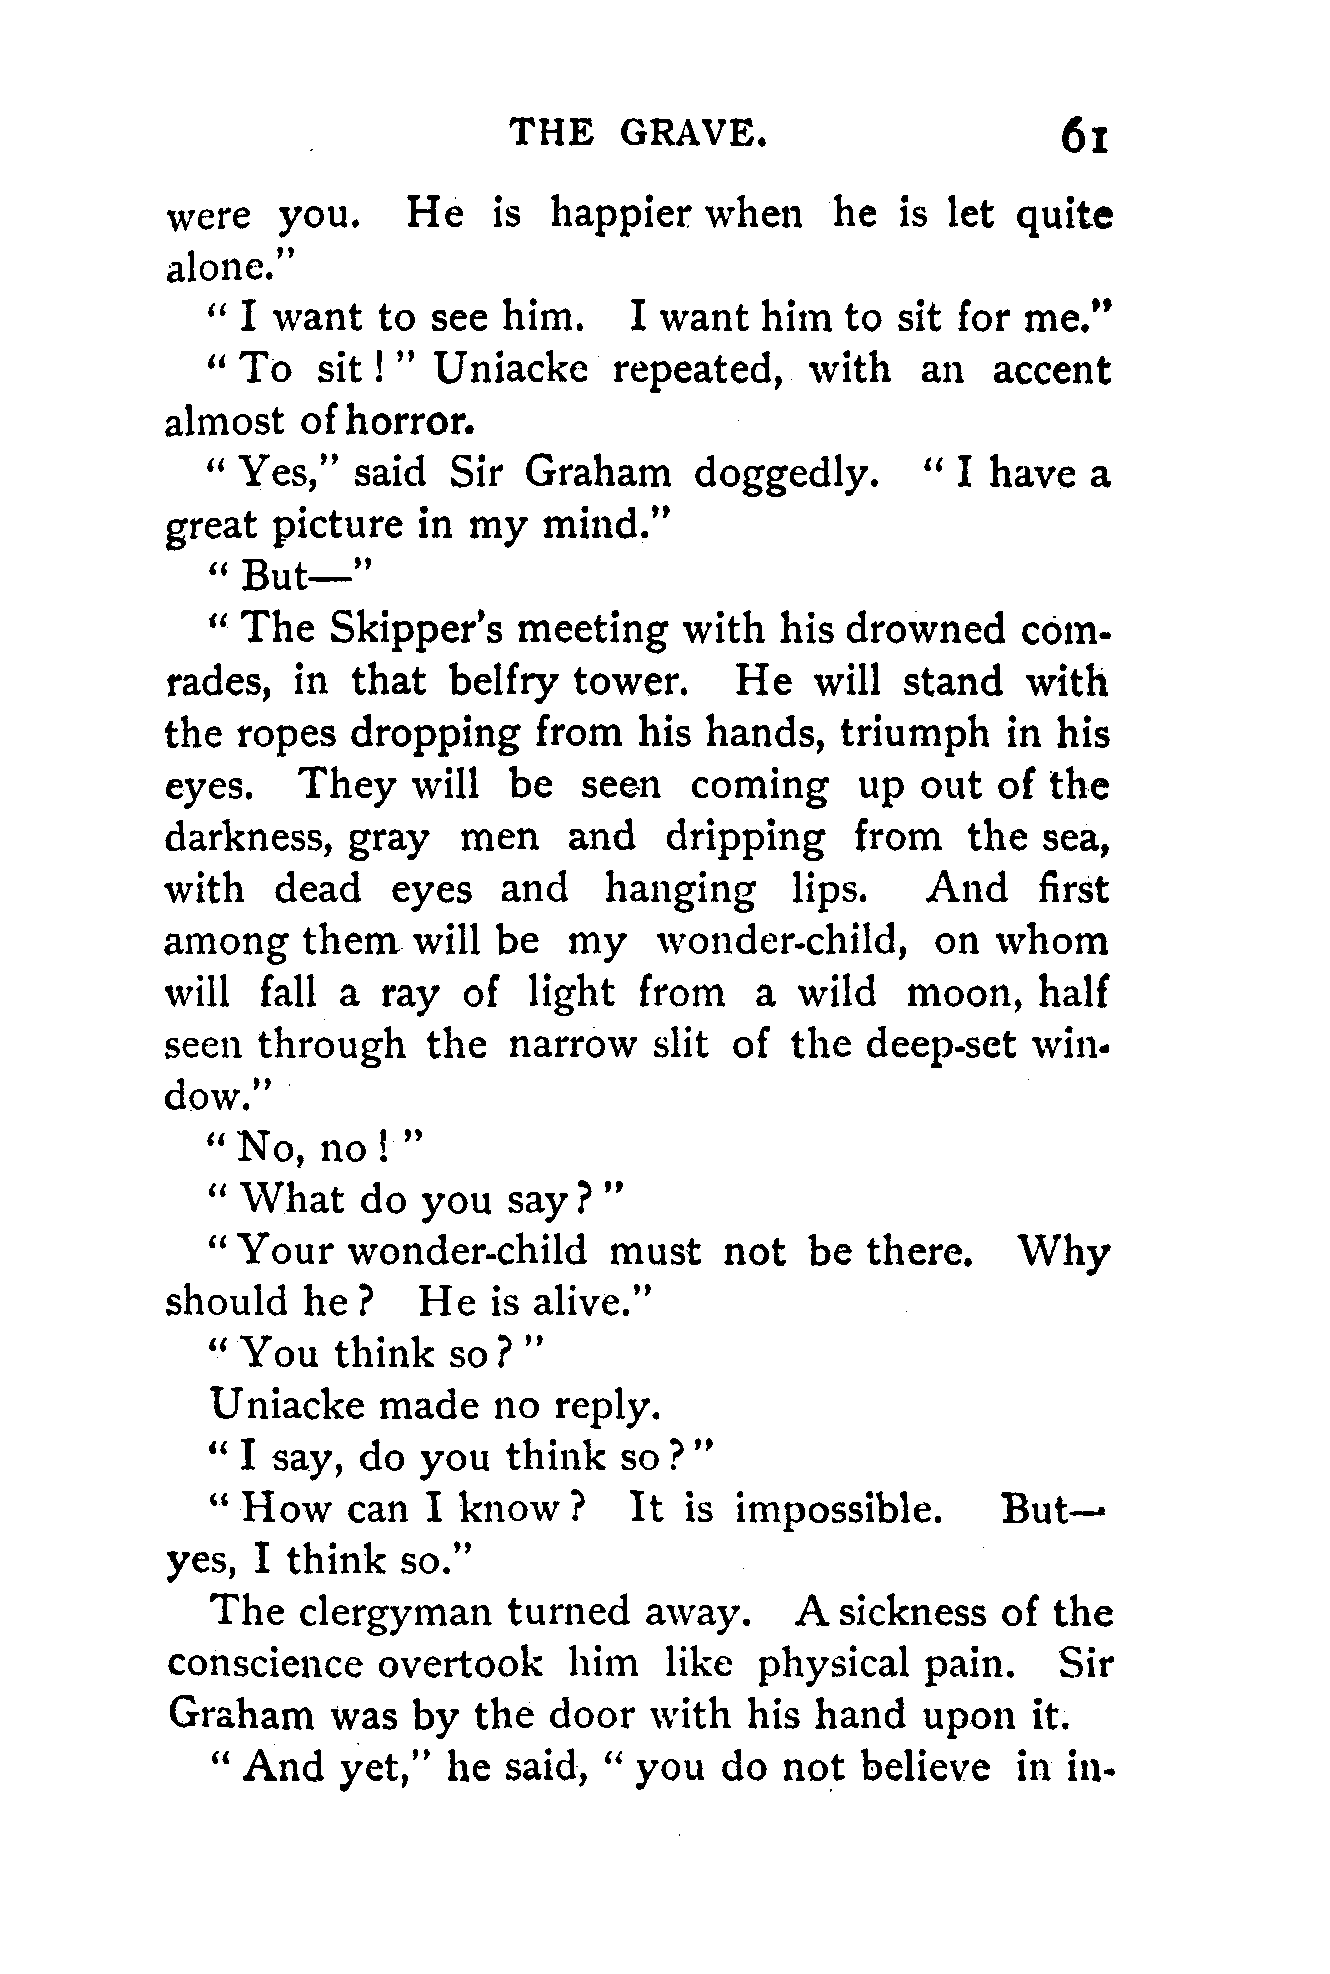 THE GRAVE. 61
were you. He is happier when he is let quite
alone."
" I want to see him. I want him to sit for me."
" To sit ! " Uniacke repeated, with an accent
almost of horror.
" Yes," said Sir Graham doggedly. " I have a
great picture in my mind."
" But—"
" The Skipper's meeting with his drowned com-
rades, in that belfry tower. He will stand with
the ropes dropping from his hands, triumph in his
eyes. They will be seen coming up out of the
darkness, gray men and dripping from the sea,
with dead eyes and hanging lips. And first
among them will be my wonder-child, on whom
will fall a ray of light from a wild moon, half
seen through the narrow slit of the deep-set win-
dow."
" No, no ! "
" What do you say ? "
" Your wonder-child must not be there. Why
should he ? He is alive."
" You think so ? "
Uniacke made no reply.
" I say, do you think so ? "
" How can I know ? It is impossible. But—
yes, I think so."
The clergyman turned away. A sickness of the
conscience overtook him like physical pain. Sir
Graham was by the door with his hand upon it.
" And yet," he said, " you do not believe in in-